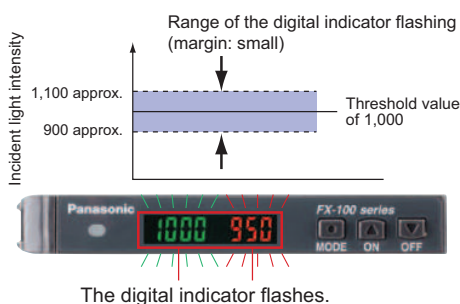 Range of the digital indicator flashing
(margin: small)
Incident light intensity
1,100 approx.
900 approx.
Threshold value
of 1,000
Panasonic
1000 950
FX-100 series
MODE ON OFF
The digital indicator flashes.